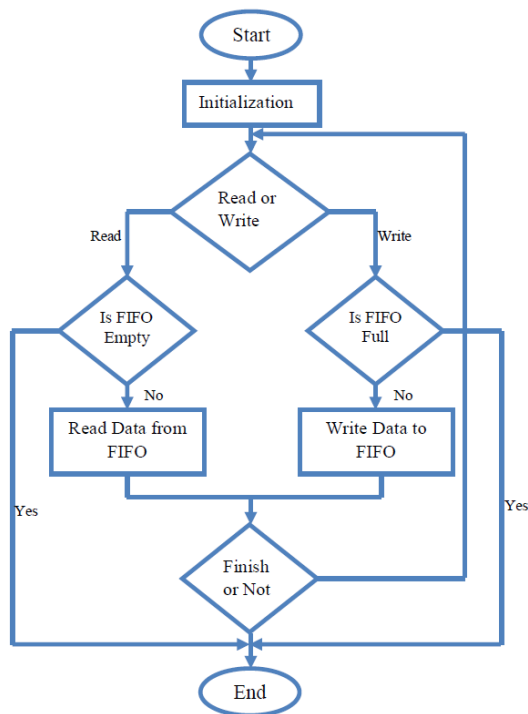 Start
Initialization
Read or
Write
Read
Write
Is FIFO
Empty
Is FIFO
Full
No
No
Read Data from
FIFO
Write Data to
FIFO
Yes
Yes
Finish
or Not
End